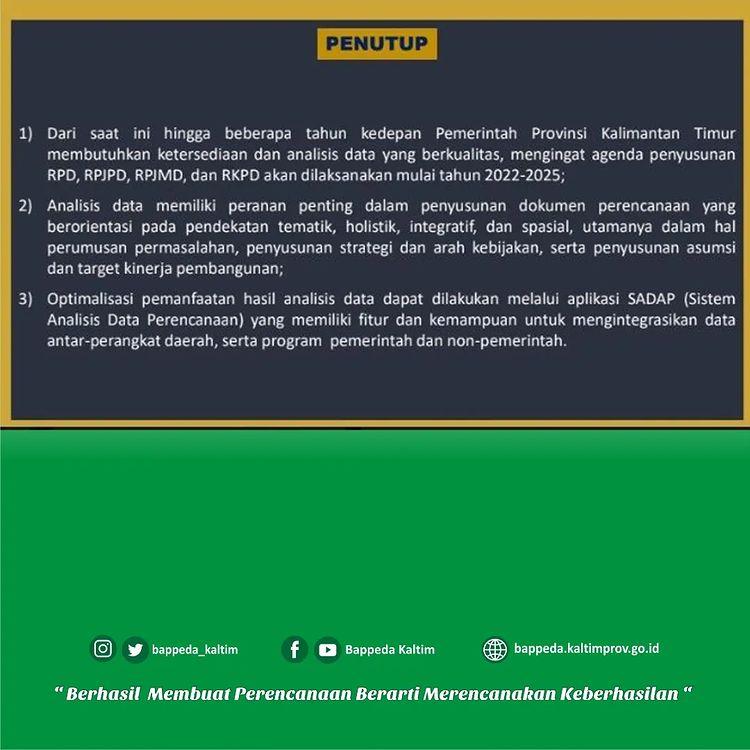 PENUTUP
1) Dari saat ini hingga beberapa tahun kedepan Pemerintah Provinsi Kalimantan Timur
membutuhkan ketersediaan dan analisis data yang berkualitas, mengingat agenda penyusunan
RPD, RPJPD, RPJMD, dan RKPD akan dilaksanakan mulai tahun 2022-2025;
2) Analisis data memiliki peranan penting dalam penyusunan dokumen perencanaan yang
berorientasi pada pendekatan tematik, holistik, integratif, dan spasial, utamanya dalam hal
perumusan permasalahan, penyusunan strategi dan arah kebijakan, serta penyusunan asumsi
dan target kinerja pembangunan;
3) Optimalisasi pemanfaatan hasil analisis data dapat dilakukan melalui aplikasi SADAP (Sistem
Analisis Data Perencanaan) yang memiliki fitur dan kemampuan untuk mengintegrasikan data
antar-perangkat daerah, serta program pemerintah dan non-pemerintah.
bappeda_kaltim Bappeda Kaltim bappeda.kaltimprov.go.id
“ Berhasil Membuat Perencanaan Berarti Merencanakan Keberhasilan “